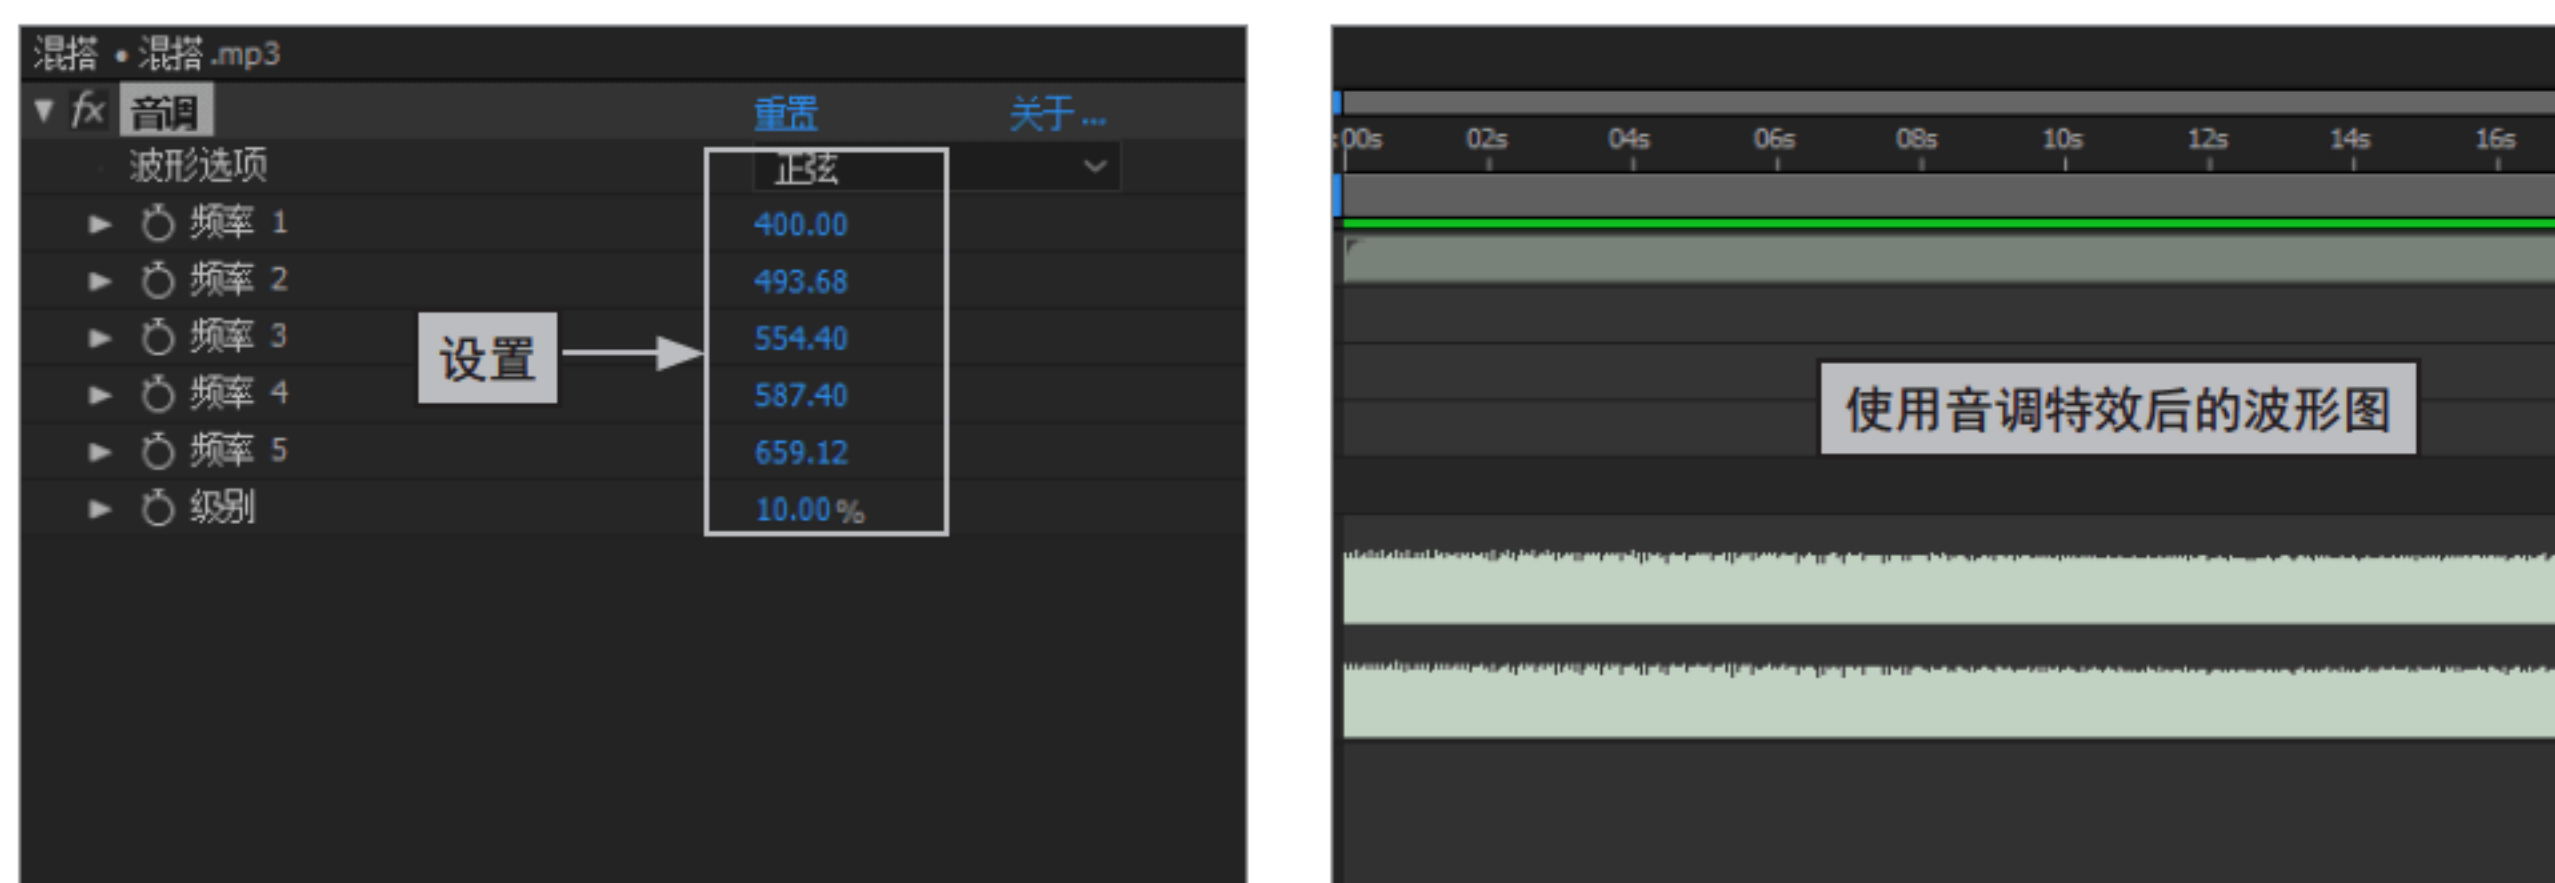 混搭 • 混搭.mp3
fx 音调 重置 关于...
波形选项 正弦
频率 1 400.00
频率 2 493.68
频率 3 554.40
设置
频率 4 587.40
频率 5 659.12
级别 10.00%
:00s 02s 04s 06s 08s 10s 12s 14s 16s
使用音调特效后的波形图